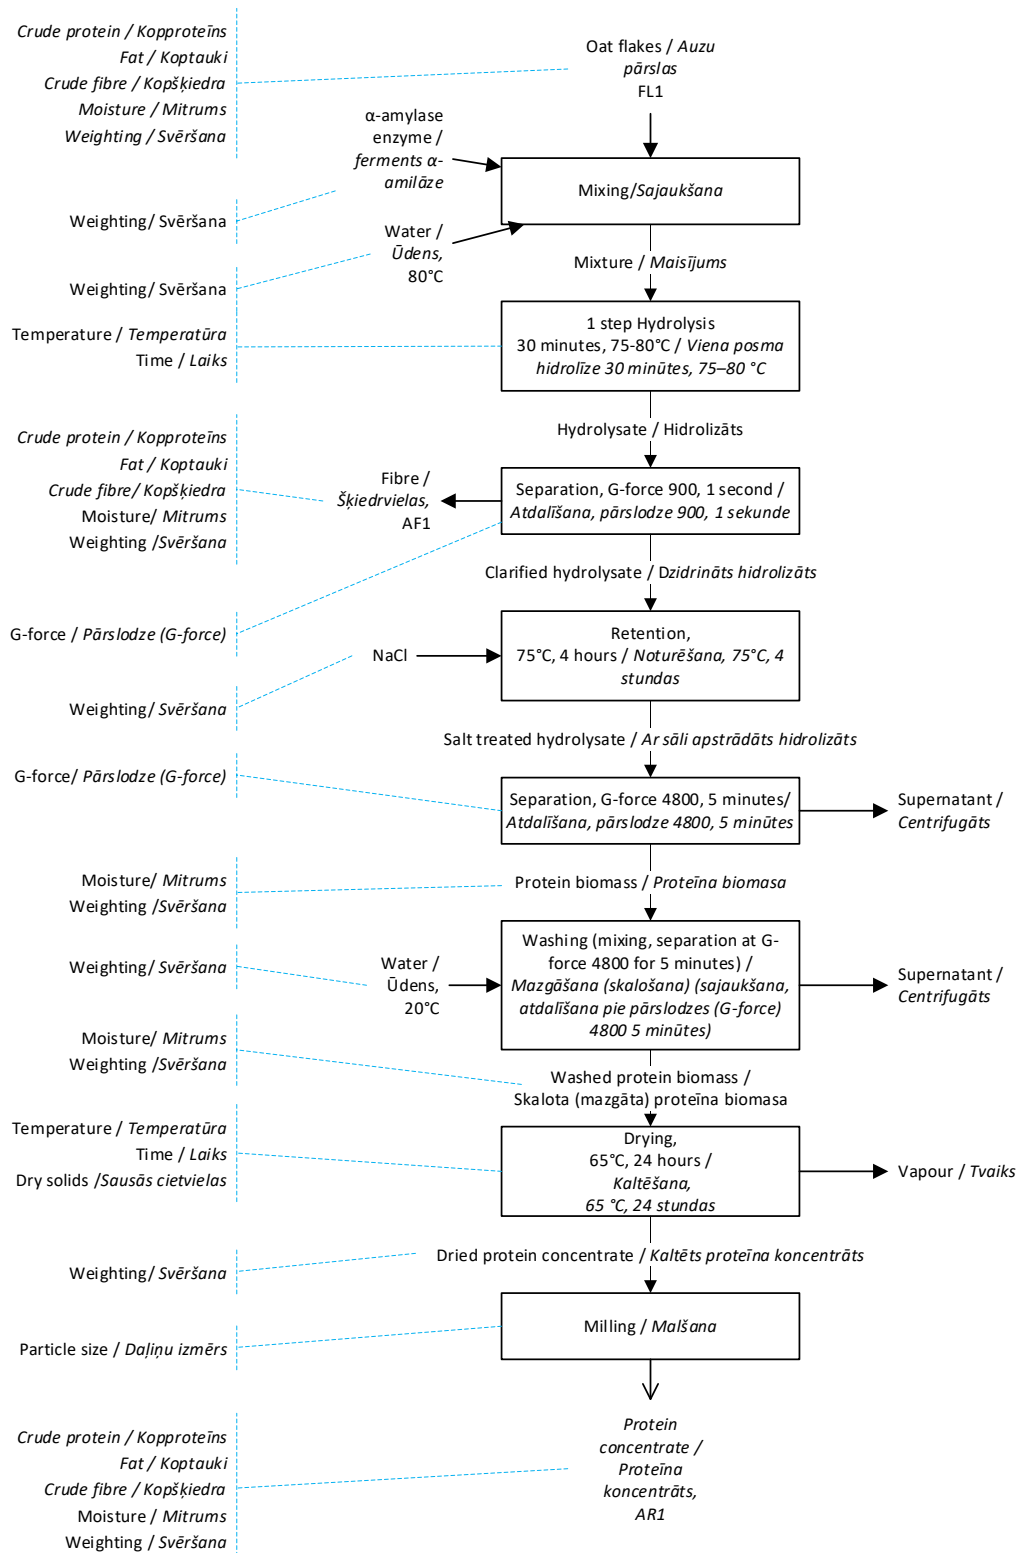 Crude protein / Kopproteīns
Fat / Koptauki
Crude fibre / Kopšķiedra
Moisture / Mitrums
Weighting / Svēršana
Oat flakes / Auzu
pārslas
FL1
α-amylase
enzyme /
ferments α-
amilāze
Mixing/Sajaukšana
Weighting/ Svēršana
Water /
Ūdens,
80°C
Mixture / Maisījums
Weighting/ Svēršana
Temperature / Temperatūra
Time / Laiks
1 step Hydrolysis
30 minutes, 75-80°C / Viena posma
hidrolīze 30 minūtes, 75–80 °C
Hydrolysate / Hidrolizāts
Crude protein / Kopproteīns
Fat / Koptauki
Crude fibre/ Kopšķiedra
Moisture/ Mitrums
Weighting /Svēršana
Fibre /
Šķiedrvielas,
AF1
Separation, G-force 900, 1 second /
Atdalīšana, pārslodze 900, 1 sekunde
Clarified hydrolysate / Dzidrināts hidrolizāts
G-force / Pārslodze (G-force)
NaCl
Retention,
75°C, 4 hours / Noturēšana, 75°C, 4
stundas
Weighting/ Svēršana
Salt treated hydrolysate / Ar sāli apstrādāts hidrolizāts
G-force/ Pārslodze (G-force)
Separation, G-force 4800, 5 minutes/
Atdalīšana, pārslodze 4800, 5 minūtes
Supernatant /
Centrifugāts
Moisture/ Mitrums
Weighting /Svēršana
Protein biomass / Proteīna biomasa
Weighting/ Svēršana
Water /
Ūdens,
20°C
Washing (mixing, separation at G-
force 4800 for 5 minutes) /
Mazgāšana (skalošana) (sajaukšana,
atdalīšana pie pārslodzes (G-force)
4800 5 minūtes)
Supernatant /
Centrifugāts
Moisture/ Mitrums
Weighting /Svēršana
Washed protein biomass /
Skalota (mazgāta) proteīna biomasa
Temperature / Temperatūra
Time / Laiks
Dry solids /Sausās cietvielas
Drying,
65°C, 24 hours /
Kaltēšana,
65 °C, 24 stundas
Vapour / Tvaiks
Weighting/ Svēršana
Dried protein concentrate / Kaltēts proteīna koncentrāts
Milling / Malšana
Particle size / Daļiņu izmērs
Crude protein / Kopproteīns
Fat / Koptauki
Crude fibre / Kopšķiedra
Moisture / Mitrums
Weighting / Svēršana
Protein
concentrate /
Proteīna
koncentrāts,
AR1